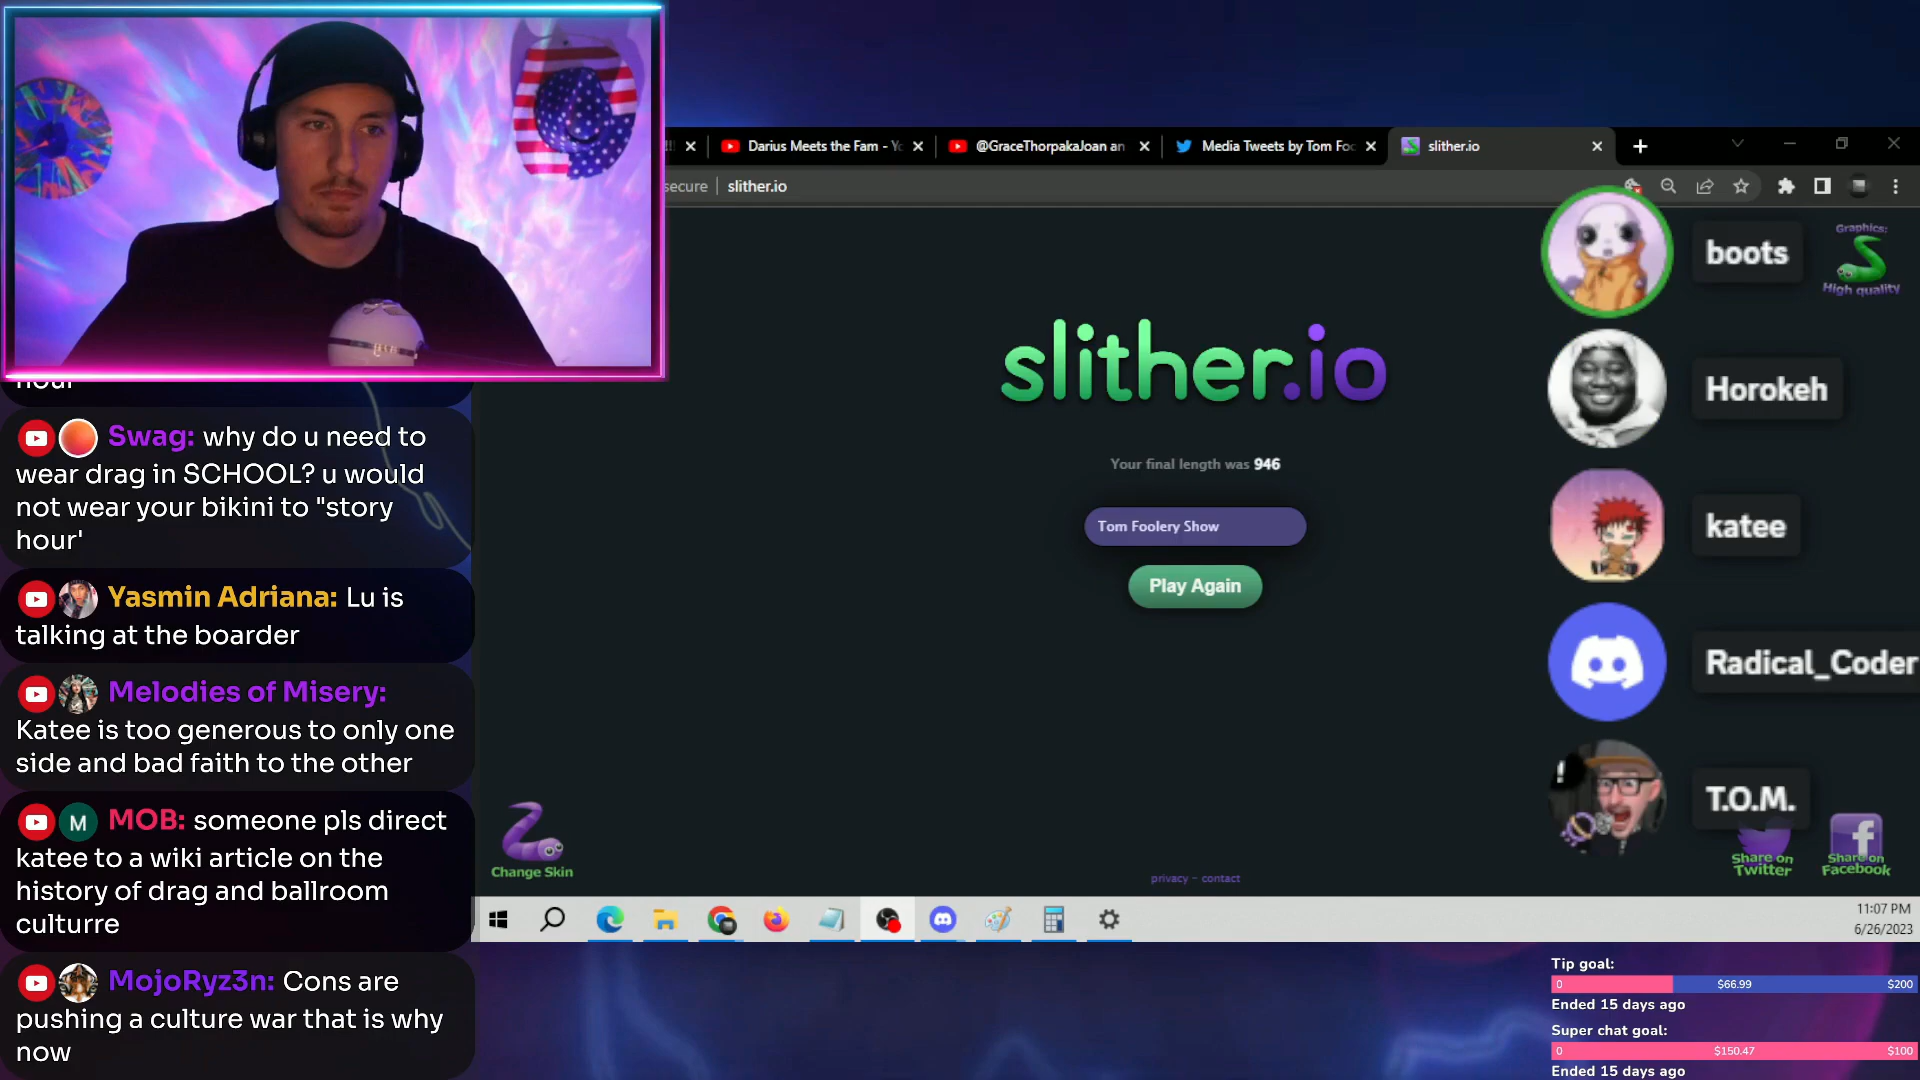 Darius Meets the Fam - Yo
@GraceThorpakaJoan an
Media Tweets by Tom Foo
slither.io
secure
slither.io
boots
Graphics:
High quality
Horokeh
katee
Radical_Coder
T.O.M.
slither.io
Your final length was 946
Tom Foolery Show
Play Again
Change Skin
privacy - contact
Share on
Twitter
Share on
Facebook
hour
Swag: why do u need to
wear drag in SCHOOL? u would
not wear your bikini to "story
hour'
Yasmin Adriana: Lu is
talking at the boarder
Melodies of Misery:
Katee is too generous to only one
side and bad faith to the other
M
MOB: someone pls direct
katee to a wiki article on the
history of drag and ballroom
culturre
MojoRyz3n: Cons are
pushing a culture war that is why
now
11:07 PM
6/26/2023
Tip goal:
0 $66.99 $200
Ended 15 days ago
Super chat goal:
0 $150.47 $100
Ended 15 days ago